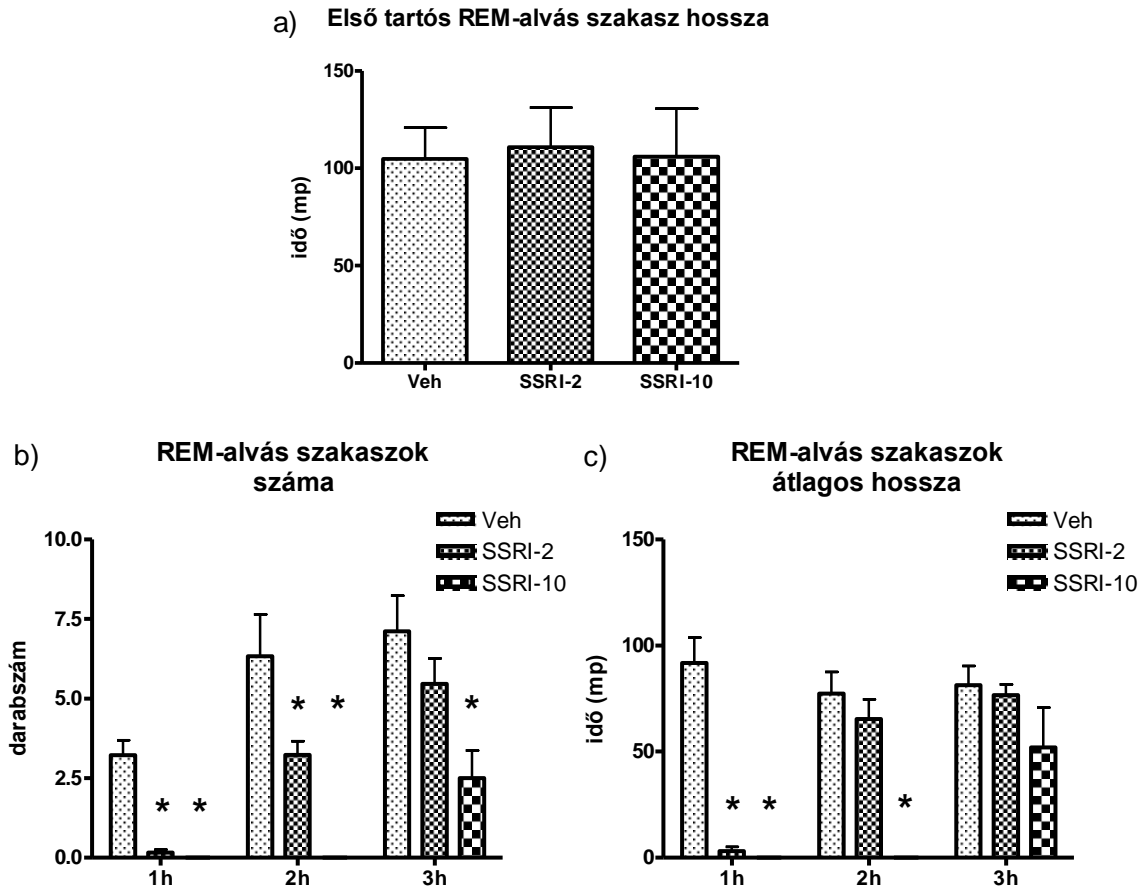 a) Első tartós REM-alvás szakasz hossza
150
100
50
0
idő (mp)
Veh SSRI-2 SSRI-10
b) REM-alvás szakaszok
száma
Veh
SSRI-2
SSRI-10
10.0
7.5
5.0
2.5
0.0
darabszám
* *
* *
*
1h 2h 3h
c) REM-alvás szakaszok
átlagos hossza
Veh
SSRI-2
SSRI-10
150
100
50
0
idő (mp)
* *
*
1h 2h 3h